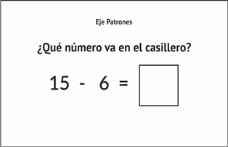 Eje Patrones
¿Qué número va en el casillero?
15 - 6 =